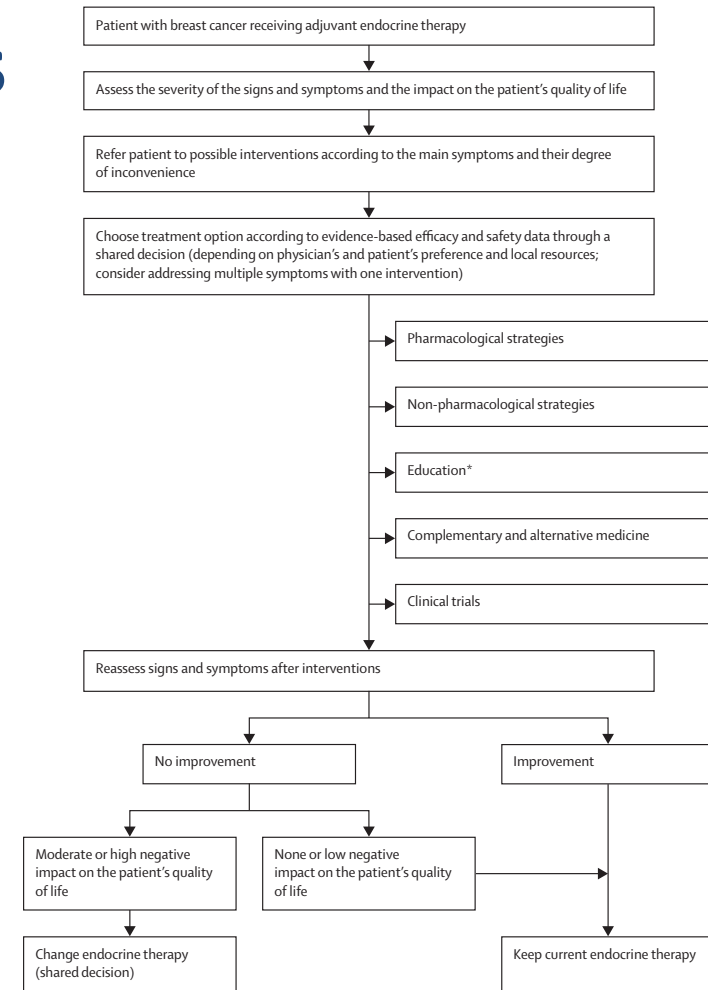 Patient with breast cancer receiving adjuvant endocrine therapy
Assess the severity of the signs and symptoms and the impact on the patient's quality of life
Refer patient to possible interventions according to the main symptoms and their degree
of inconvenience
Choose treatment option according to evidence-based efficacy and safety data through a
shared decision (depending on physician's and patient's preference and local resources;
consider addressing multiple symptoms with one intervention)
Pharmacological strategies
Non-pharmacological strategies
Education*
Complementary and alternative medicine
Clinical trials
Reassess signs and symptoms after interventions
No improvement
Improvement
Moderate or high negative
impact on the patient's quality
of life
None or low negative
impact on the patient's quality
of life
Change endocrine therapy
(shared decision)
Keep current endocrine therapy